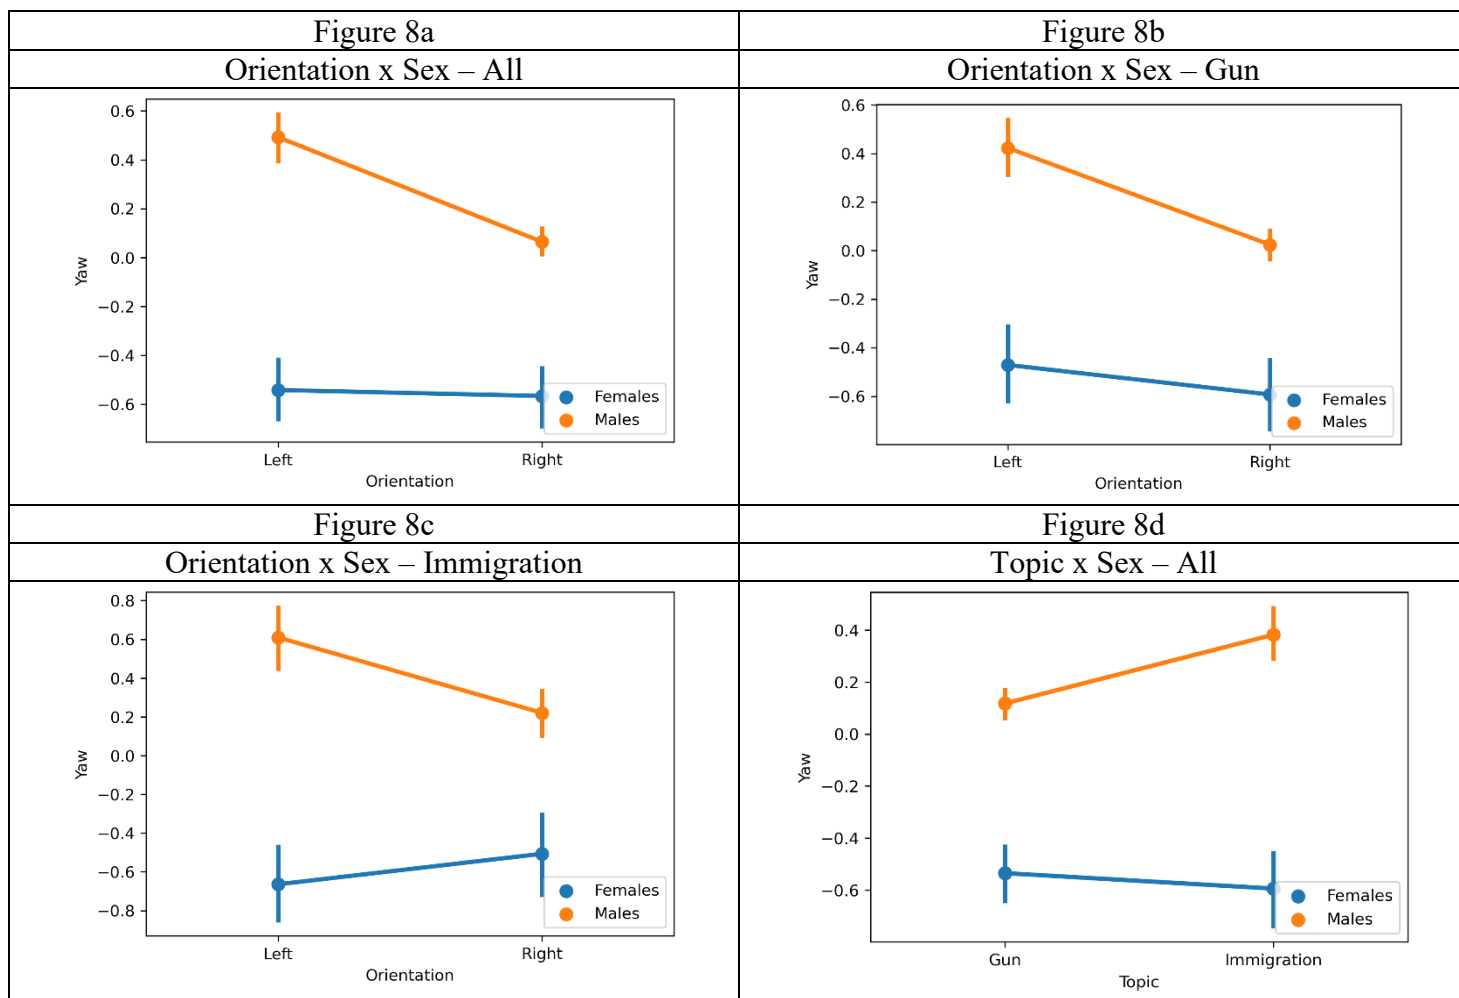 Figure 8a
Orientation x Sex – All
0.6
0.4
0.2
0.0
−0.2
−0.4
−0.6
Yaw
Left
Right
Orientation
Females
Males
Figure 8b
Orientation x Sex – Gun
0.6
0.4
0.2
0.0
−0.2
−0.4
−0.6
Yaw
Left
Right
Orientation
Females
Males
Figure 8c
Orientation x Sex – Immigration
0.8
0.6
0.4
0.2
0.0
−0.2
−0.4
−0.6
−0.8
Yaw
Left
Right
Orientation
Females
Males
Figure 8d
Topic x Sex – All
0.4
0.2
0.0
−0.2
−0.4
−0.6
Yaw
Gun
Immigration
Topic
Females
Males